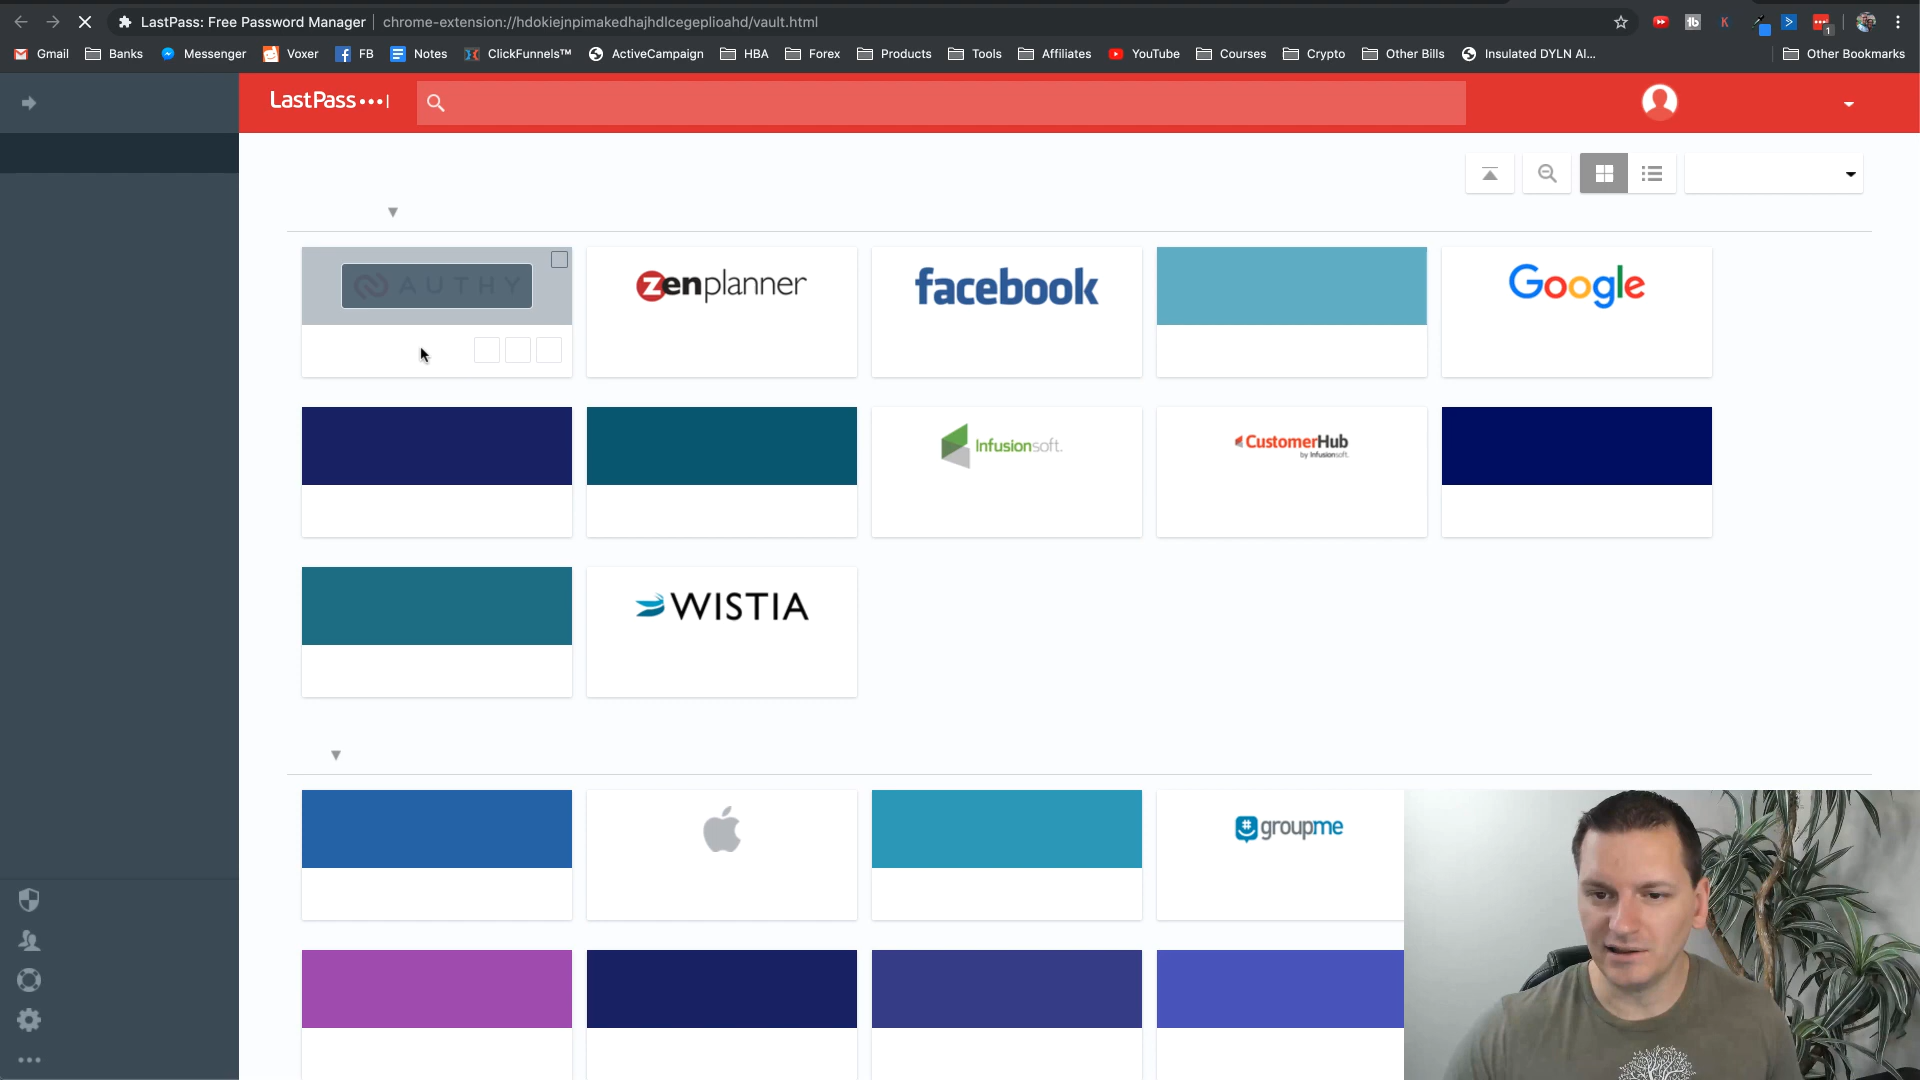 LastPass: Free Password Manager | chrome-extension://hdokiejnpimakedhajhdlcegeplioahd/vault.html
Gmail Banks Messenger Voxer FB Notes ClickFunnels™ ActiveCampaign HBA Forex Products Tools Affiliates YouTube Courses Crypto Other Bills Insulated DYLN Al... Other Bookmarks
LastPass •••|
AUTHY
zenplanner
facebook
Google
Infusionsoft.
CustomerHub
by Infusionsoft.
WISTIA
groupme